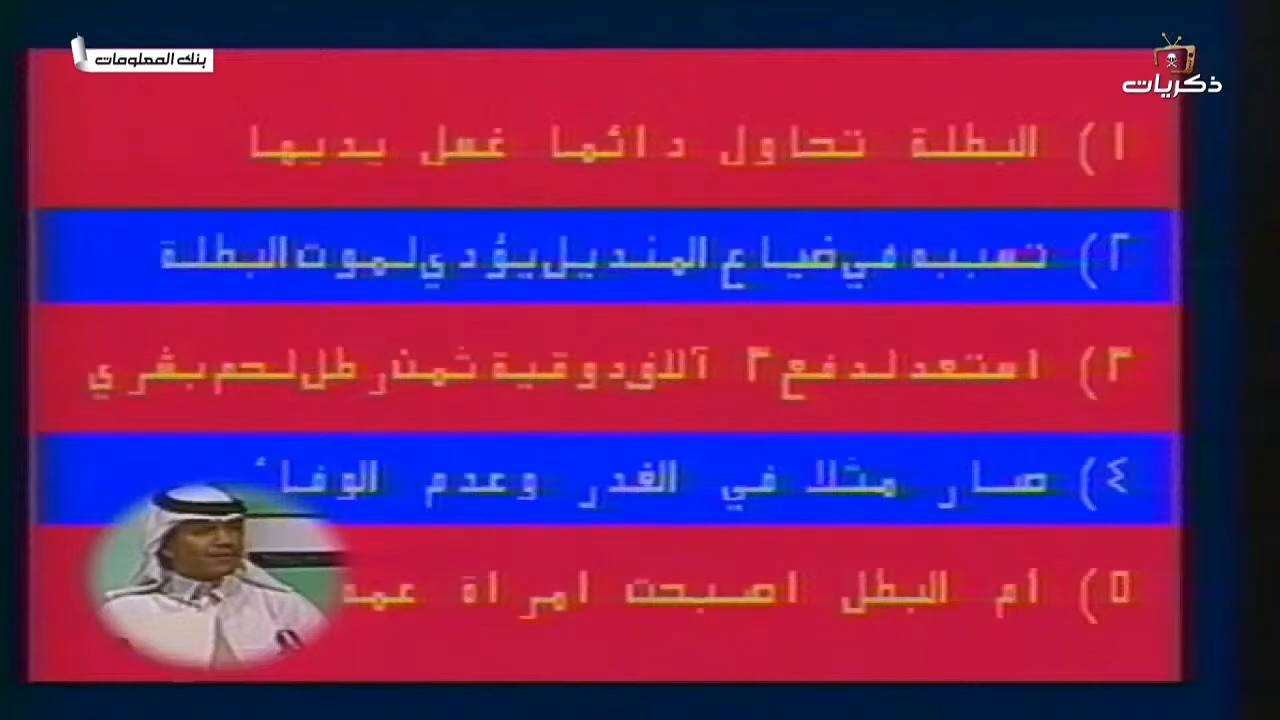 بنك المعلومات
ذكريات
١) البطلة تحاول دائما غسل يديها
٢) تسببه في ضياع المنديل يؤدي لموت البطلة
٣) استعد لدفع ٣ آلاف دوقية ثمن رطل لحم بشري
٤) صار مثلا في الغدر وعدم الوفاء
٥) أم البطل اصبحت امرأة عمه